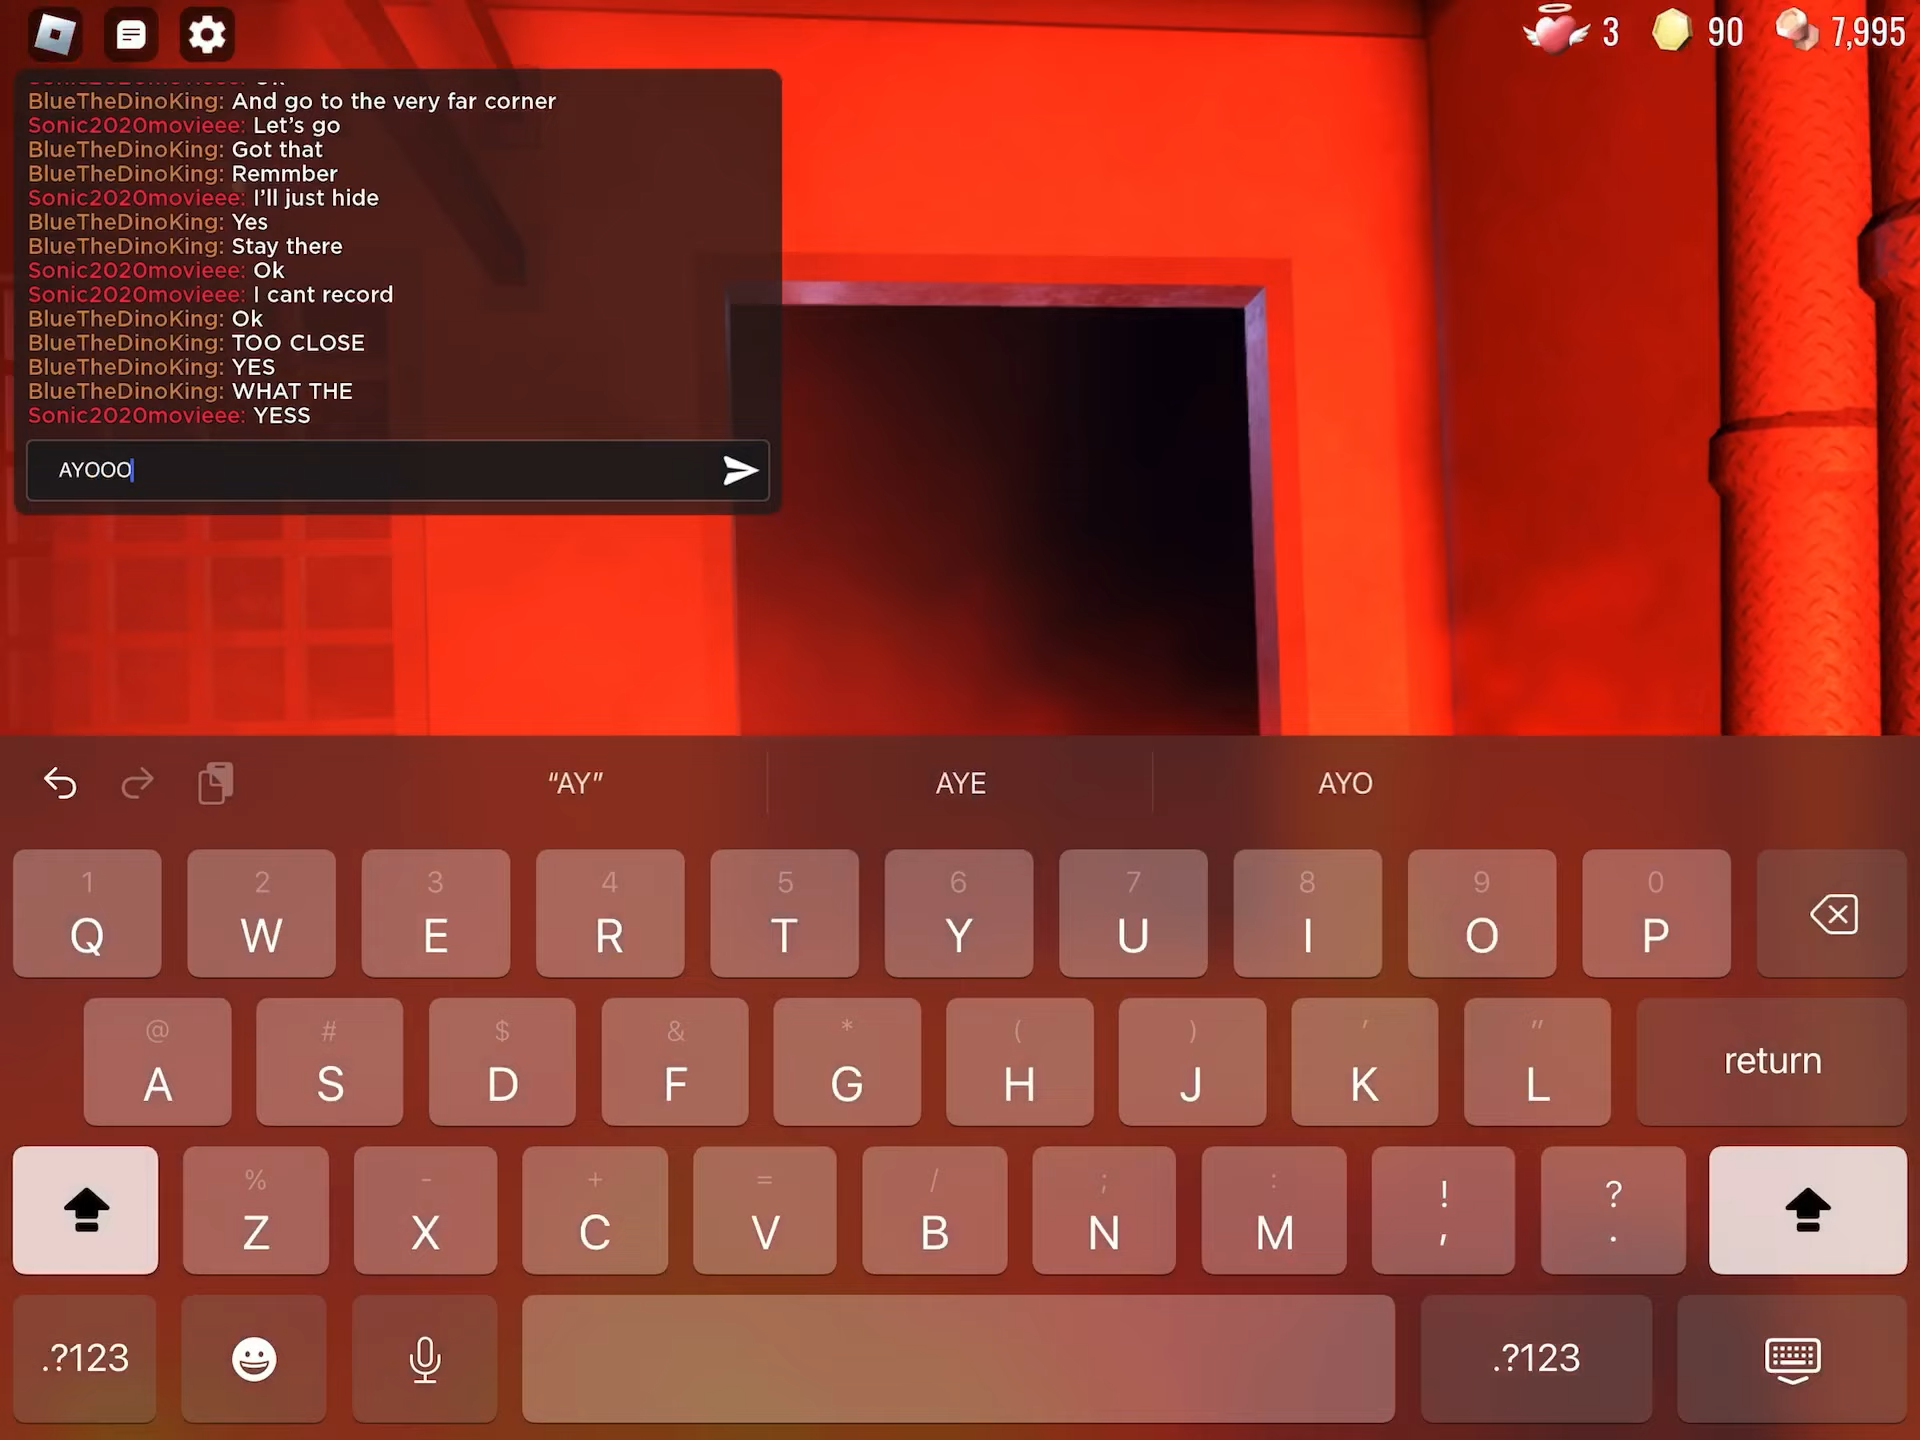 3 90 7,995
BlueTheDinoKing: And go to the very far corner
Sonic2020movieee: Let's go
BlueTheDinoKing: Got that
BlueTheDinoKing: Remmber
Sonic2020movieee: I'll just hide
BlueTheDinoKing: Yes
BlueTheDinoKing: Stay there
Sonic2020movieee: Ok
Sonic2020movieee: I cant record
BlueTheDinoKing: Ok
BlueTheDinoKing: TOO CLOSE
BlueTheDinoKing: YES
BlueTheDinoKing: WHAT THE
Sonic2020movieee: YESS
AYOOO
“AY” AYE AYO
1 2 3 4 5 6 7 8 9 0
Q W E R T Y U I O P
@ # $ & * ( ) ' "
A S D F G H J K L return
% - + = / ; : ! ?
Z X C V B N M , .
.?123 .?123